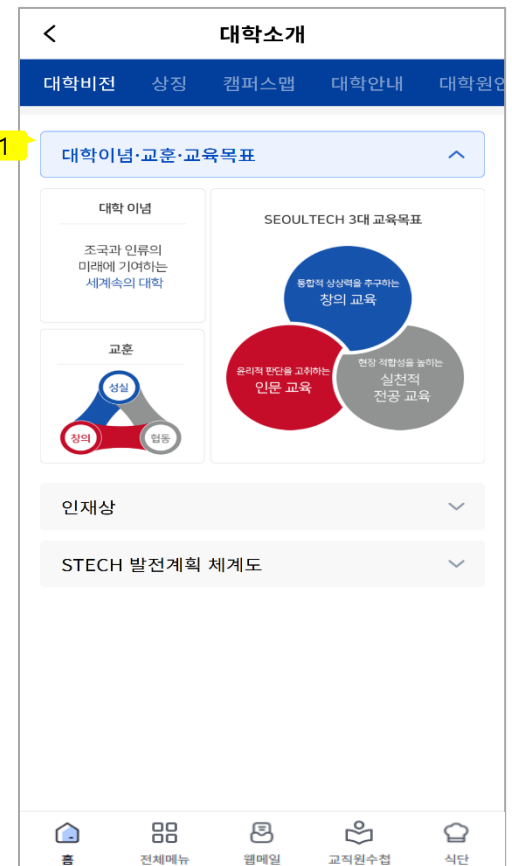 대학소개
대학비전 상징 캠퍼스맵 대학안내 대학원안
1
대학이념·교훈·교육목표
대학 이념
조국과 인류의
미래에 기여하는
세계속의 대학
교훈
성실
창의
협동
SEOULTECH 3대 교육목표
통합적 상상력을 추구하는
창의 교육
윤리적 판단을 고취하는
인문 교육
현장 적합성을 높히는
실천적
전공 교육
인재상
STECH 발전계획 체계도
홈 전체메뉴 웹메일 교직원수첩 식단